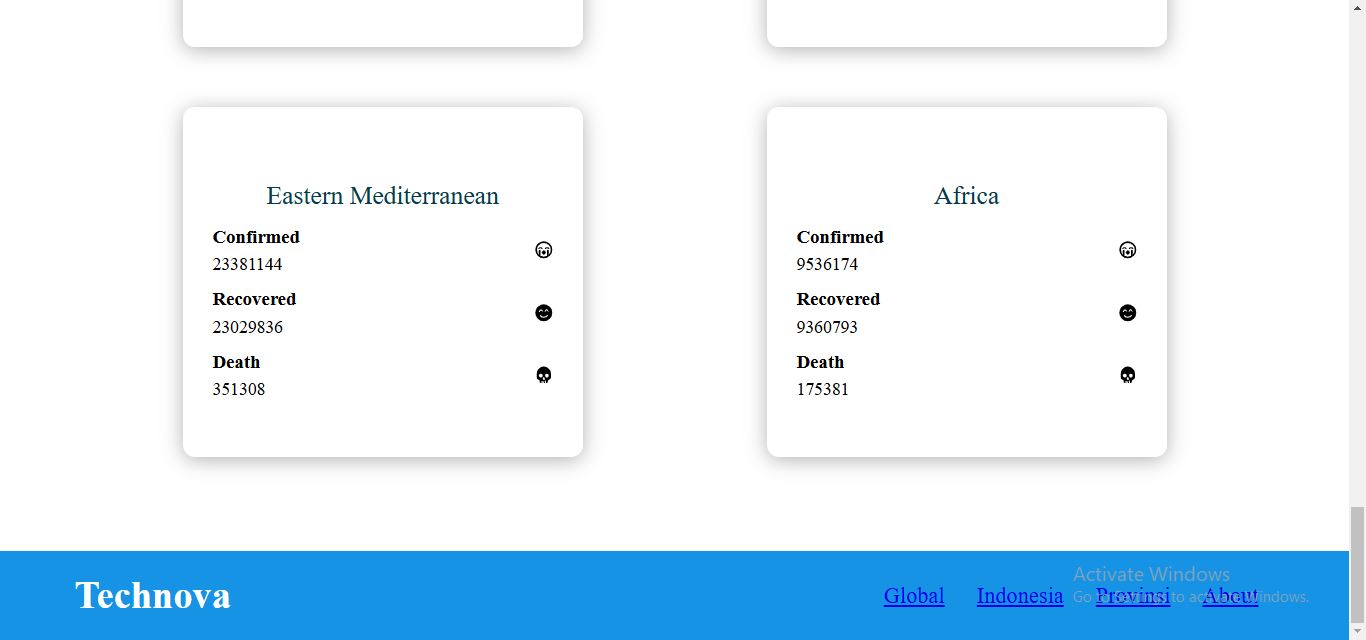 Eastern Mediterranean
Confirmed
23381144
Recovered
23029836
Death
351308
Africa
Confirmed
9536174
Recovered
9360793
Death
175381
Technova
Global Indonesia Provinsi About
Activate Windows
Go to Settings to activate Windows.